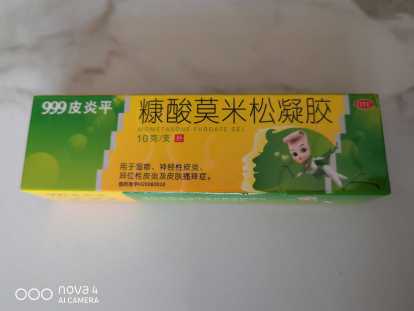 999皮炎平
糠酸莫米松凝胶
MOMETASONE FUROATE GEL
10克/支
外
OTC
用于湿疹、神经性皮炎、
异位性皮炎及皮肤瘙痒症。
nova 4
AI CAMERA